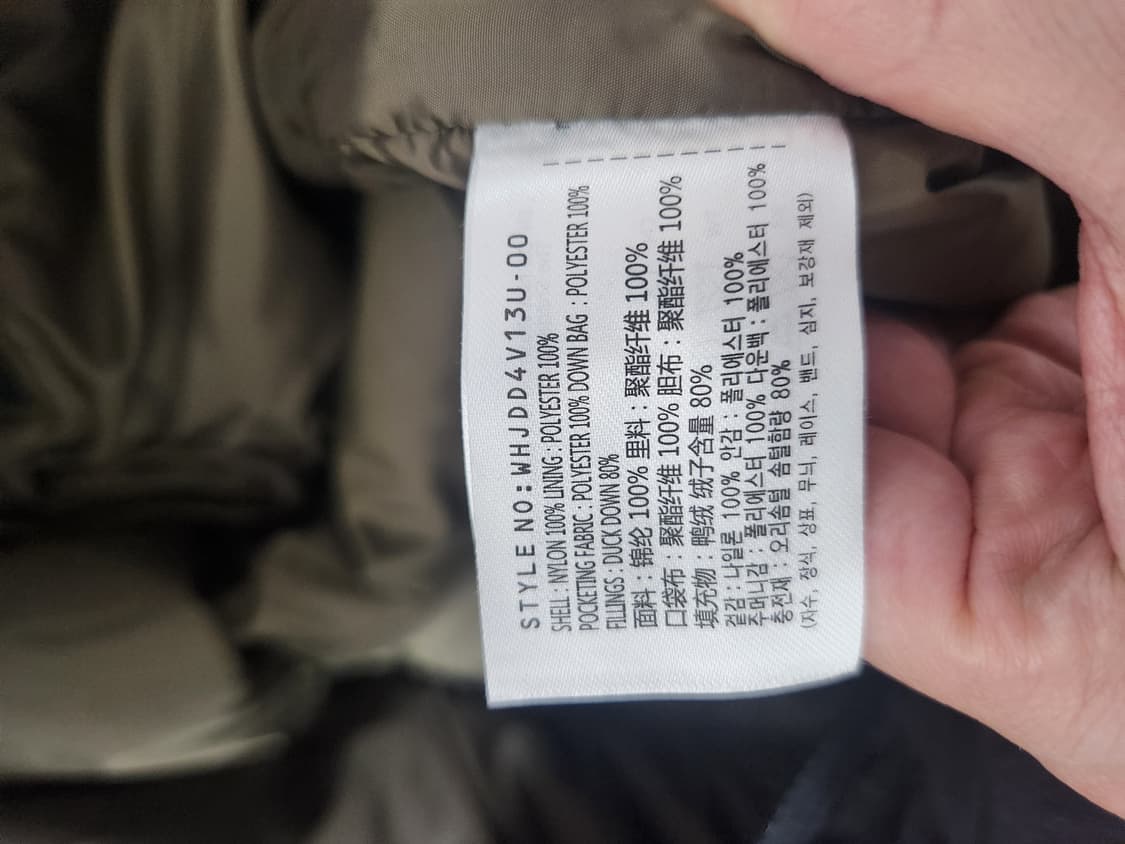 STYLE NO:WHJDD4V13U-00
SHELL : NYLON 100% LINING : POLYESTER 100%
POCKETING FABRIC : POLYESTER 100% DOWN BAG : POLYESTER 100%
FILLINGS : DUCK DOWN 80%
面料 : 锦纶 100% 里料 : 聚酯纤维 100%
口袋布 : 聚酯纤维 100% 胆布 : 聚酯纤维 100%
填充物 : 鸭绒 绒子含量 80%
겉감 : 나일론 100% 안감 : 폴리에스터 100%
주머니감 : 폴리에스터 100% 다운백 : 폴리에스터 100%
충전재 : 오리솜털 솜털함량 80%
(자수, 장식, 상표, 무늬, 레이스, 밴드, 심지, 보강재 제외)